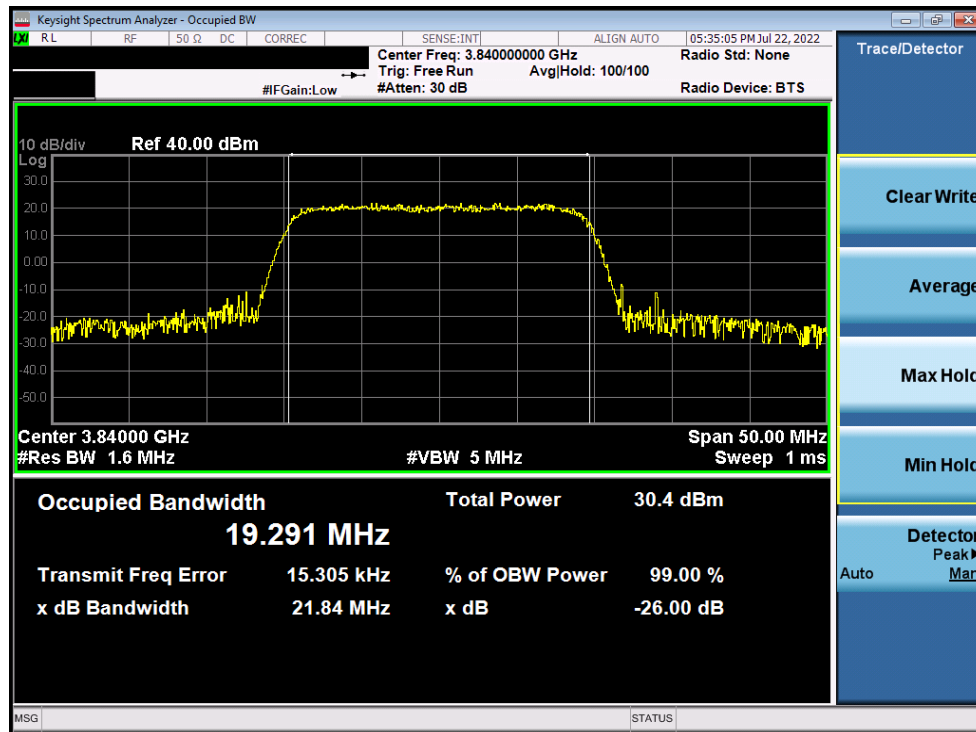 Keysight Spectrum Analyzer - Occupied BW
LXI RL RF 50 Ω DC CORREC SENSE:INT ALIGN AUTO 05:35:05 PM Jul 22, 2022
Center Freq: 3.840000000 GHz Radio Std: None
Trig: Free Run Avg|Hold: 100/100
#IFGain:Low #Atten: 30 dB Radio Device: BTS
Trace/Detector
10 dB/div Ref 40.00 dBm
Log
30.0
20.0
10.0
0.00
-10.0
-20.0
-30.0
-40.0
-50.0
Center 3.84000 GHz Span 50.00 MHz
#Res BW 1.6 MHz #VBW 5 MHz Sweep 1 ms
Occupied Bandwidth Total Power 30.4 dBm
19.291 MHz
Transmit Freq Error 15.305 kHz % of OBW Power 99.00 %
x dB Bandwidth 21.84 MHz x dB -26.00 dB
Clear Write
Average
Max Hold
Min Hold
Detector
Peak
Auto Man
MSG STATUS